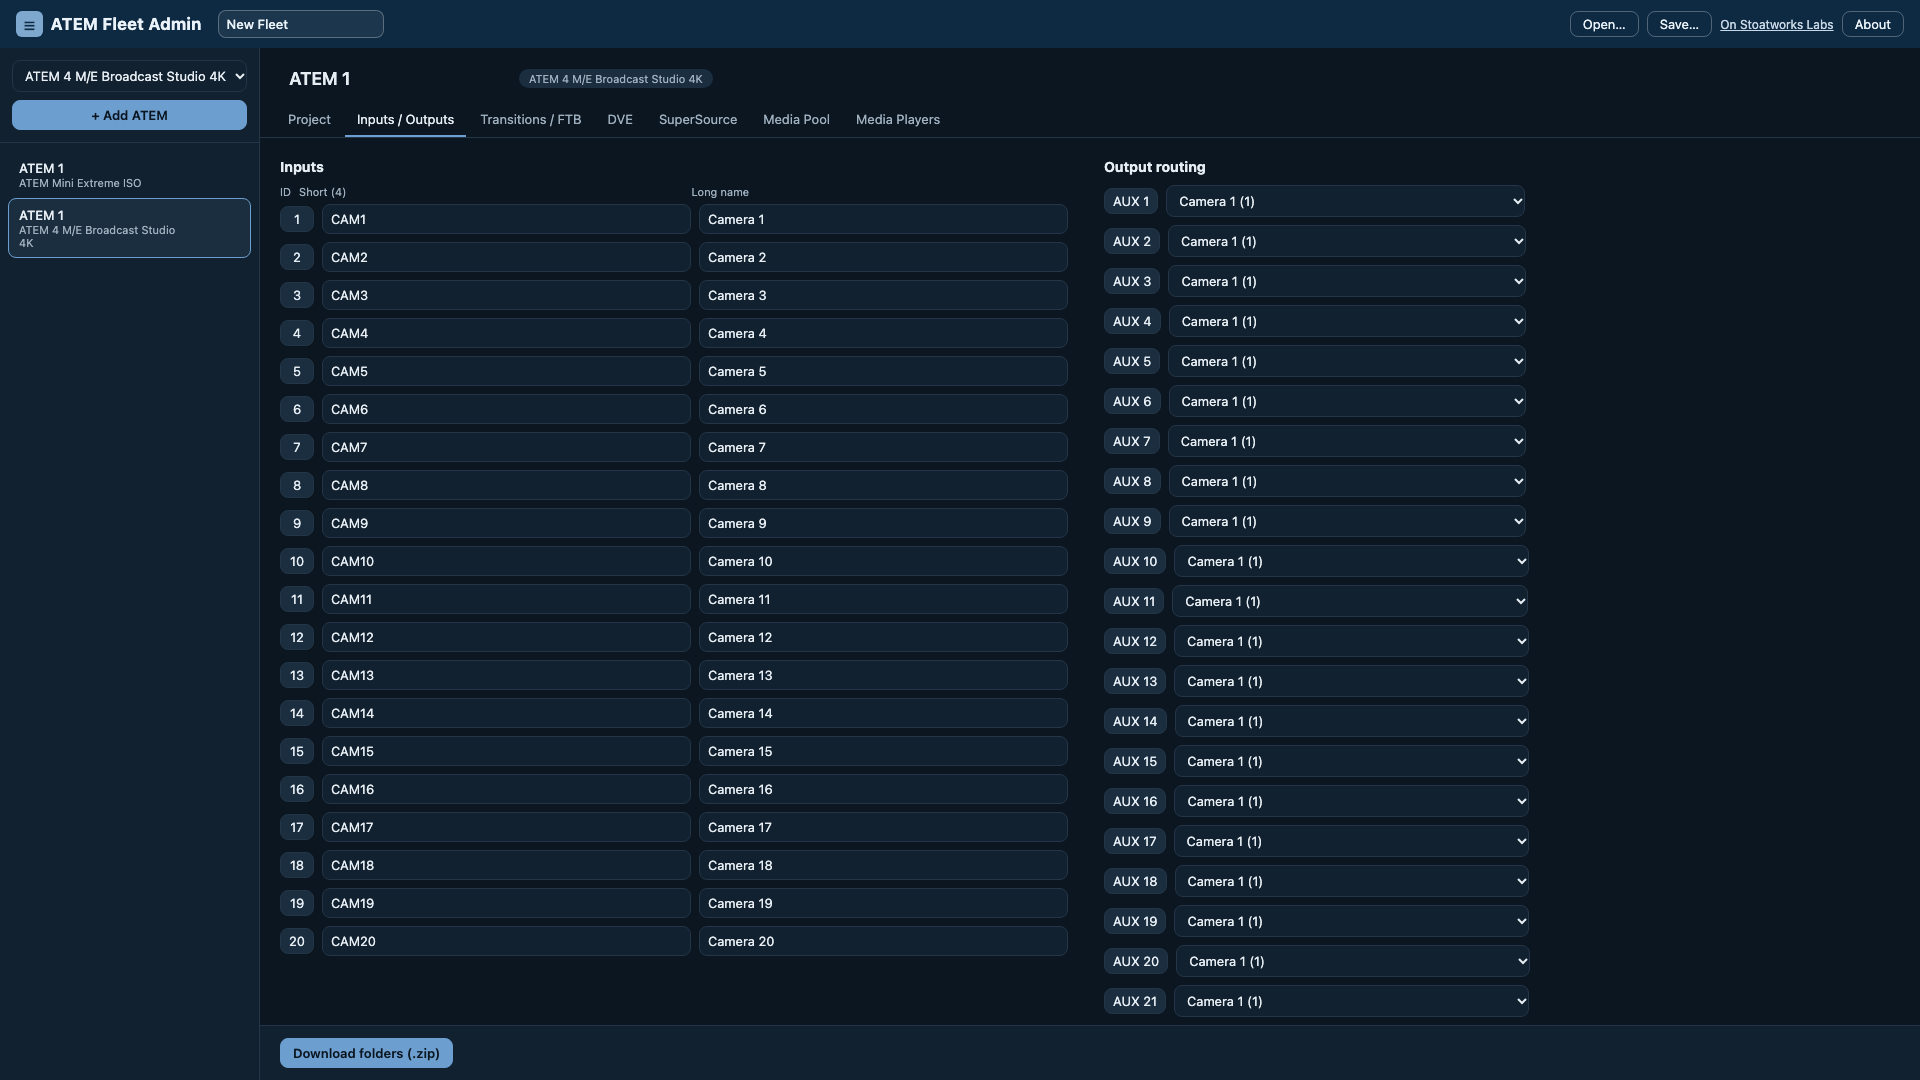 ATEM Fleet Admin
New Fleet
Open...
Save...
On Stoatworks Labs
About
ATEM 4 M/E Broadcast Studio 4K
+ Add ATEM
ATEM 1
ATEM Mini Extreme ISO
ATEM 1
ATEM 4 M/E Broadcast Studio
4K
ATEM 1
ATEM 4 M/E Broadcast Studio 4K
Project
Inputs / Outputs
Transitions / FTB
DVE
SuperSource
Media Pool
Media Players
Inputs
ID Short (4) Long name
1 CAM1 Camera 1
2 CAM2 Camera 2
3 CAM3 Camera 3
4 CAM4 Camera 4
5 CAM5 Camera 5
6 CAM6 Camera 6
7 CAM7 Camera 7
8 CAM8 Camera 8
9 CAM9 Camera 9
10 CAM10 Camera 10
11 CAM11 Camera 11
12 CAM12 Camera 12
13 CAM13 Camera 13
14 CAM14 Camera 14
15 CAM15 Camera 15
16 CAM16 Camera 16
17 CAM17 Camera 17
18 CAM18 Camera 18
19 CAM19 Camera 19
20 CAM20 Camera 20
Output routing
AUX 1 Camera 1 (1)
AUX 2 Camera 1 (1)
AUX 3 Camera 1 (1)
AUX 4 Camera 1 (1)
AUX 5 Camera 1 (1)
AUX 6 Camera 1 (1)
AUX 7 Camera 1 (1)
AUX 8 Camera 1 (1)
AUX 9 Camera 1 (1)
AUX 10 Camera 1 (1)
AUX 11 Camera 1 (1)
AUX 12 Camera 1 (1)
AUX 13 Camera 1 (1)
AUX 14 Camera 1 (1)
AUX 15 Camera 1 (1)
AUX 16 Camera 1 (1)
AUX 17 Camera 1 (1)
AUX 18 Camera 1 (1)
AUX 19 Camera 1 (1)
AUX 20 Camera 1 (1)
AUX 21 Camera 1 (1)
Download folders (.zip)